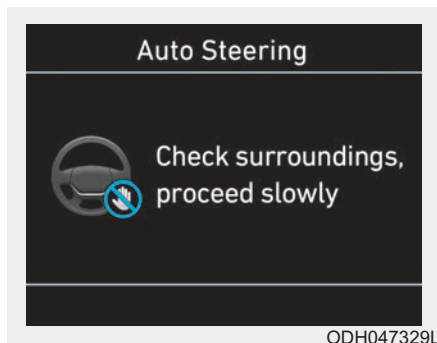 Auto Steering
Check surroundings,
proceed slowly
ODH047329L